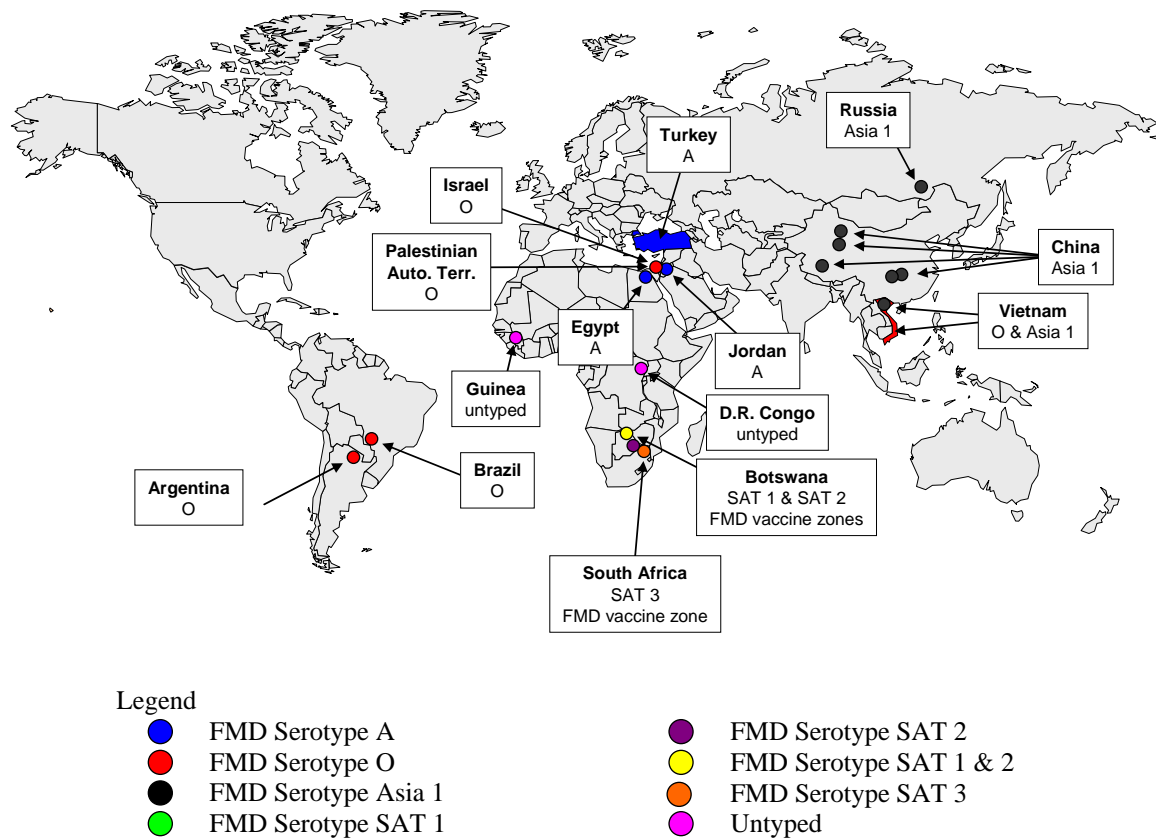 Russia
Asia 1
Turkey
A
Israel
O
Palestinian
Auto. Terr.
O
China
Asia 1
Vietnam
O & Asia 1
Egypt
A
Jordan
A
Guinea
untyped
D.R. Congo
untyped
Brazil
O
Argentina
O
Botswana
SAT 1 & SAT 2
FMD vaccine zones
South Africa
SAT 3
FMD vaccine zone
Legend
FMD Serotype A
FMD Serotype O
FMD Serotype Asia 1
FMD Serotype SAT 1
FMD Serotype SAT 2
FMD Serotype SAT 1 & 2
FMD Serotype SAT 3
Untyped